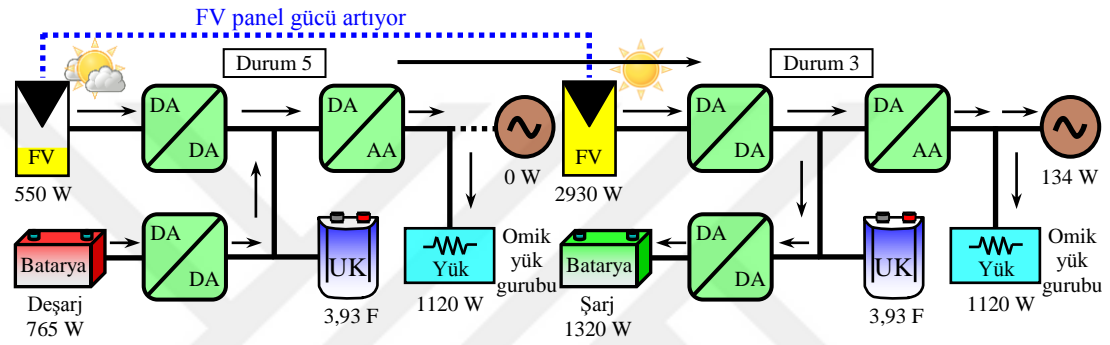 FV panel gücü artıyor
Durum 5
Durum 3
DA
DA
DA
AA
DA
DA
DA
AA
FV
550 W
0 W
FV
2930 W
134 W
Batarya
Deşarj
765 W
DA
DA
UK
3,93 F
Yük
1120 W
Omik
yük
gurubu
Batarya
Şarj
1320 W
DA
DA
UK
3,93 F
Yük
1120 W
Omik
yük
gurubu